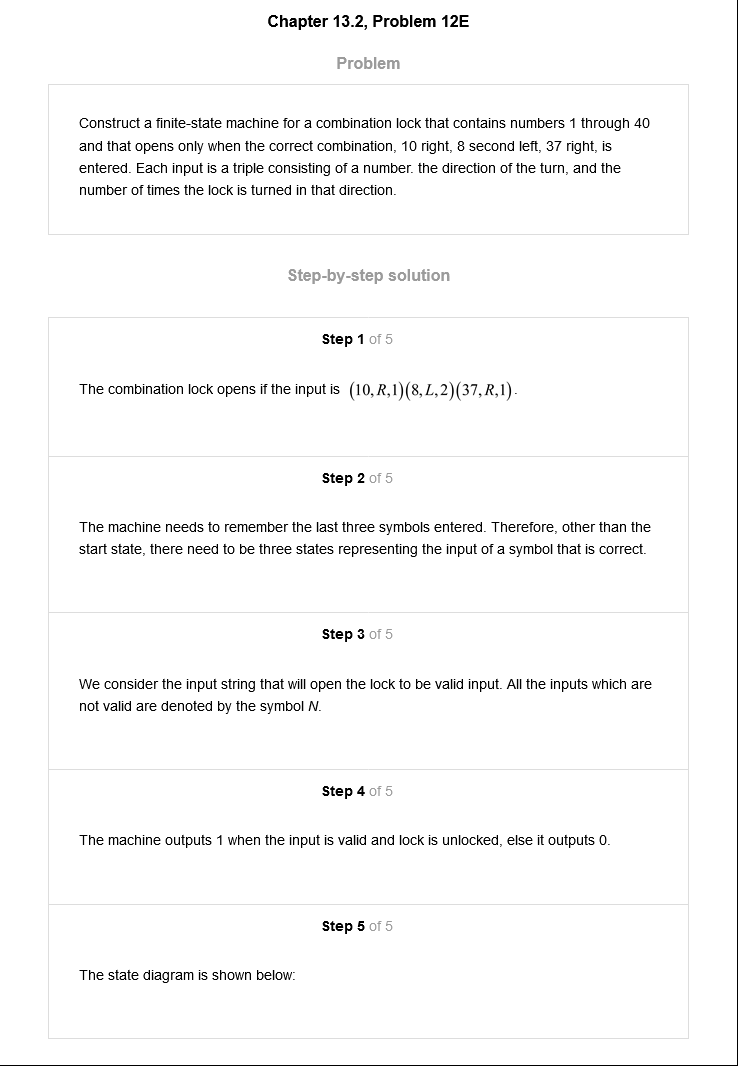 Chapter 13.2, Problem 12E
Problem
Construct a finite-state machine for a combination lock that contains numbers 1 through 40
and that opens only when the correct combination, 10 right, 8 second left, 37 right, is
entered. Each input is a triple consisting of a number. the direction of the turn, and the
number of times the lock is turned in that direction.
Step-by-step solution
Step 1 of 5
The combination lock opens if the input is (10, R,1)(8, L, 2)(37, R,1).
Step 2 of 5
The machine needs to remember the last three symbols entered. Therefore, other than the
start state, there need to be three states representing the input of a symbol that is correct.
Step 3 of 5
We consider the input string that will open the lock to be valid input. All the inputs which are
not valid are denoted by the symbol N.
Step 4 of 5
The machine outputs 1 when the input is valid and lock is unlocked, else it outputs 0.
Step 5 of 5
The state diagram is shown below: